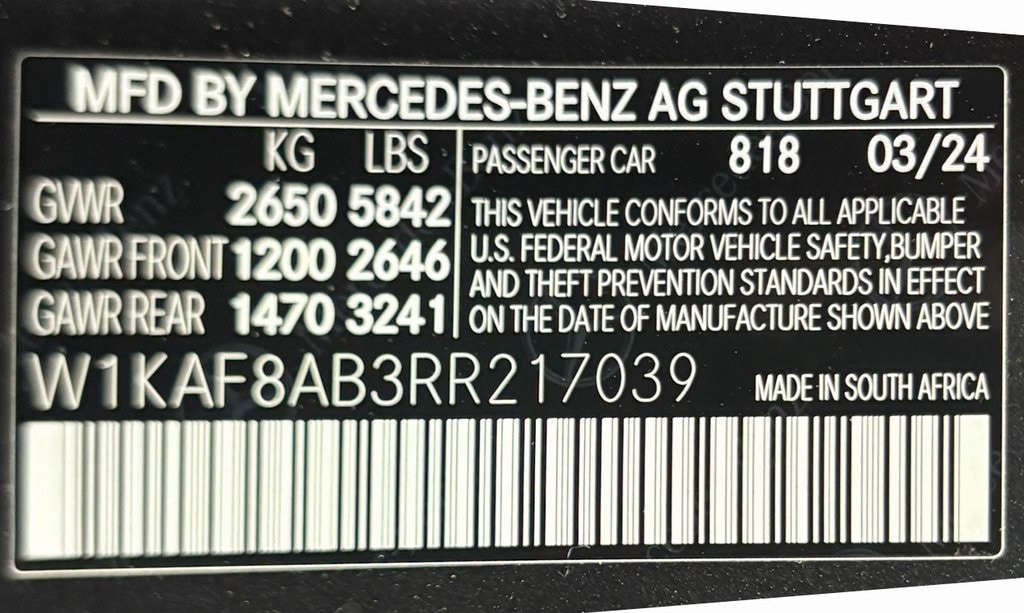 MFD BY MERCEDES-BENZ AG STUTTGART
KG LBS
GVWR 2650 5842
GAWR FRONT 1200 2646
GAWR REAR 1470 3241
PASSENGER CAR 818 03/24
THIS VEHICLE CONFORMS TO ALL APPLICABLE
U.S. FEDERAL MOTOR VEHICLE SAFETY,BUMPER
AND THEFT PREVENTION STANDARDS IN EFFECT
ON THE DATE OF MANUFACTURE SHOWN ABOVE
W1KAF8AB3RR217039
MADE IN SOUTH AFRICA